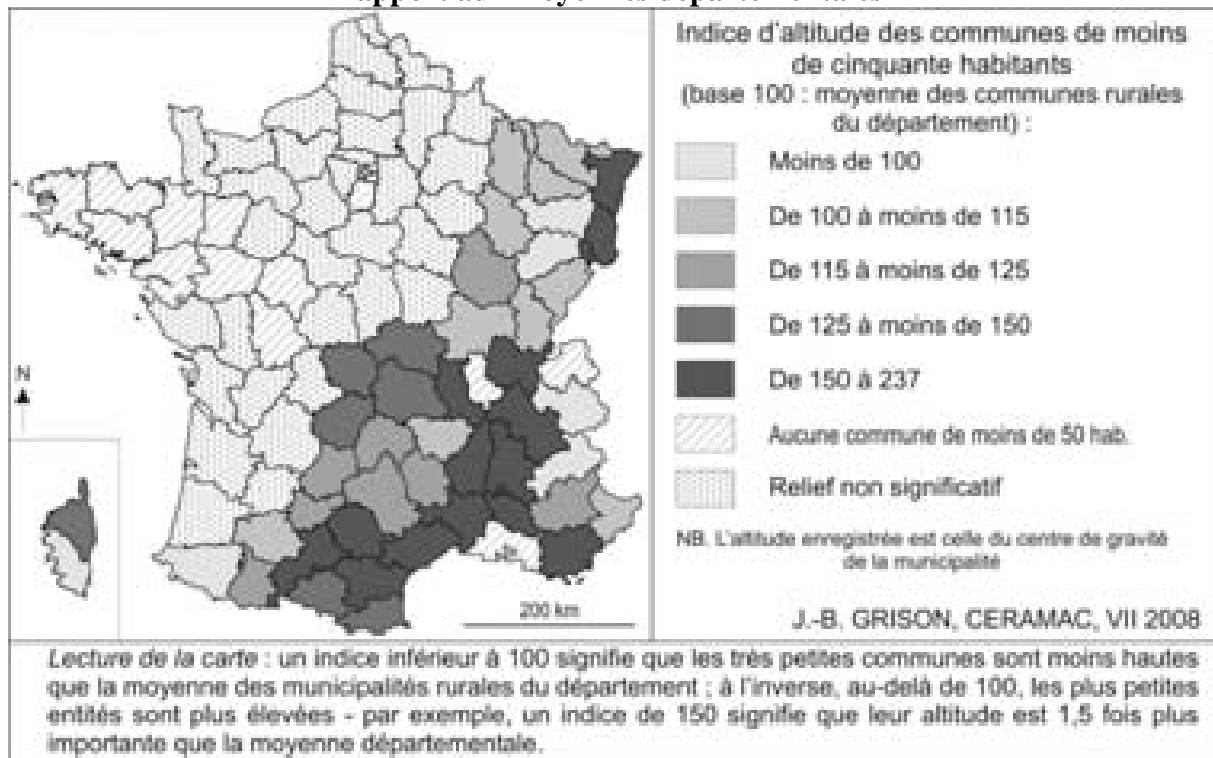 rapport aux moyennes départementales
Indice d'altitude des communes de moins
de cinquante habitants
(base 100 : moyenne des communes rurales
du département) :
Moins de 100
De 100 à moins de 115
De 115 à moins de 125
De 125 à moins de 150
De 150 à 237
Aucune commune de moins de 50 hab.
Relief non significatif
NB. L'altitude enregistrée est celle du centre de gravité
de la municipalité
N
200 km
J.-B. GRISON, CERAMAC, VII 2008
Lecture de la carte : un indice inférieur à 100 signifie que les très petites communes sont moins hautes
que la moyenne des municipalités rurales du département ; à l'inverse, au-delà de 100, les plus petites
entités sont plus élevées - par exemple, un indice de 150 signifie que leur altitude est 1,5 fois plus
importante que la moyenne départementale.